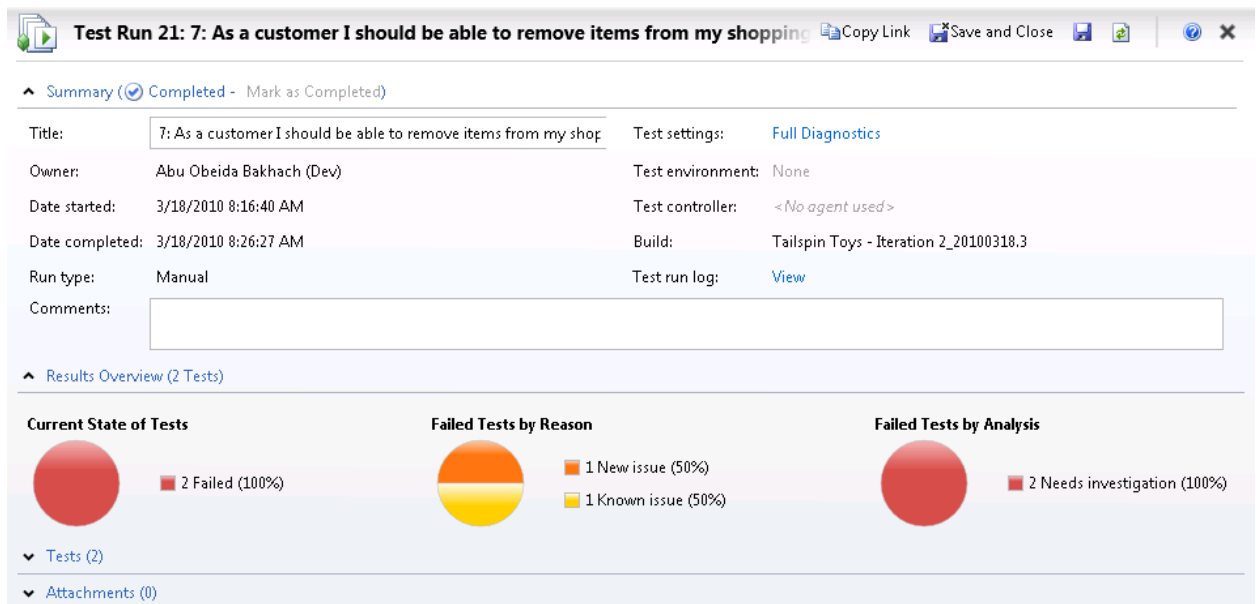 Test Run 21: 7: As a customer I should be able to remove items from my shopping Copy Link Save and Close
Summary (Completed - Mark as Completed)
Title: 7: As a customer I should be able to remove items from my shop Test settings: Full Diagnostics
Owner: Abu Obeida Bakhach (Dev) Test environment: None
Date started: 3/18/2010 8:16:40 AM Test controller: <No agent used>
Date completed: 3/18/2010 8:26:27 AM Build: Tailspin Toys - Iteration 2_20100318.3
Run type: Manual Test run log: View
Comments:
Results Overview (2 Tests)
Current State of Tests Failed Tests by Reason Failed Tests by Analysis
2 Failed (100%) 1 New issue (50%) 2 Needs investigation (100%)
1 Known issue (50%)
Tests (2)
Attachments (0)